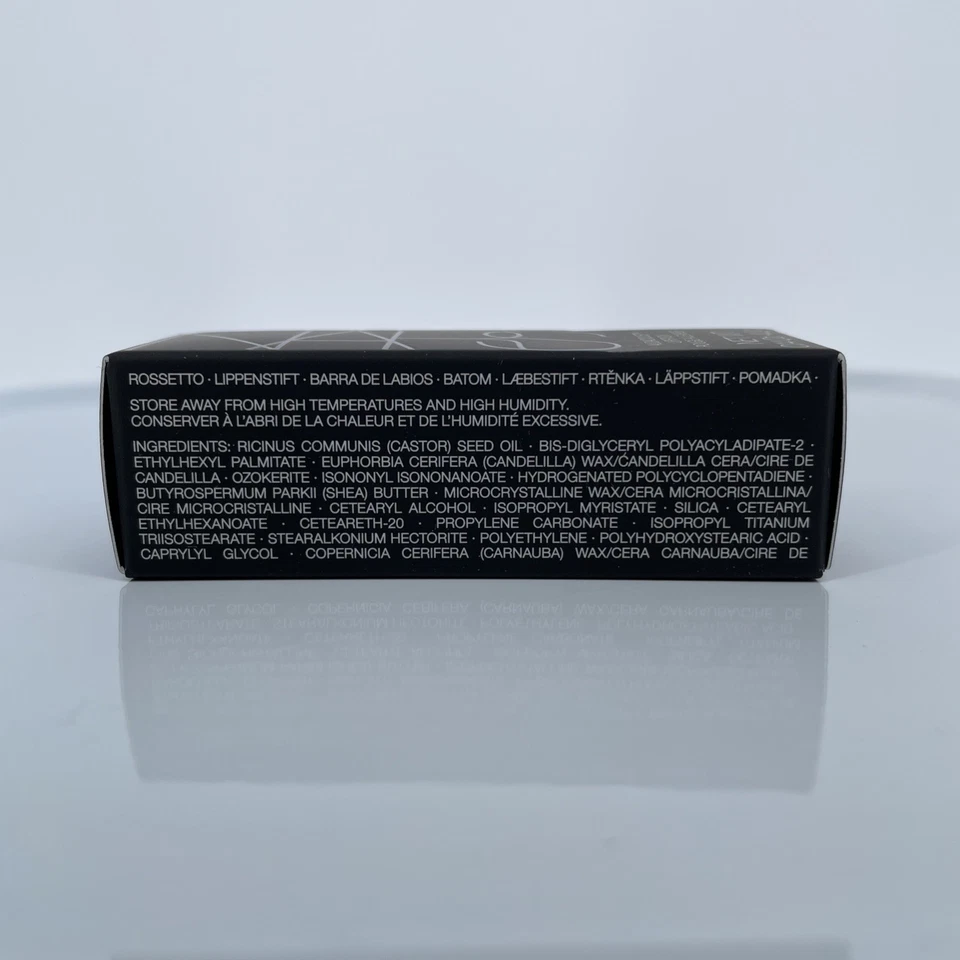 ROSSETTO · LIPPENSTIFT · BARRA DE LABIOS · BATOM · LÆBESTIFT · RTĚNKA · LÄPPSTIFT · POMADKA ·
STORE AWAY FROM HIGH TEMPERATURES AND HIGH HUMIDITY.
CONSERVER À L'ABRI DE LA CHALEUR ET DE L'HUMIDITÉ EXCESSIVE.
INGREDIENTS: RICINUS COMMUNIS (CASTOR) SEED OIL · BIS-DIGLYCERYL POLYACYLADIPATE-2 ·
ETHYLHEXYL PALMITATE · EUPHORBIA CERIFERA (CANDELILLA) WAX/CANDELILLA CERA/CIRE DE
CANDELILLA · OZOKERITE · ISONONYL ISONONANOATE · HYDROGENATED POLYCYCLOPENTADIENE ·
BUTYROSPERMUM PARKII (SHEA) BUTTER · MICROCRYSTALLINE WAX/CERA MICROCRISTALLINA/
CIRE MICROCRISTALLINE · CETEARYL ALCOHOL · ISOPROPYL MYRISTATE · SILICA · CETEARYL
ETHYLHEXANOATE · CETEARETH-20 · PROPYLENE CARBONATE · ISOPROPYL TITANIUM
TRIISOSTEARATE · STEARALKONIUM HECTORITE · POLYETHYLENE · POLYHYDROXYSTEARIC ACID ·
CAPRYLYL GLYCOL · COPERNICIA CERIFERA (CARNAUBA) WAX/CERA CARNAUBA/CIRE DE